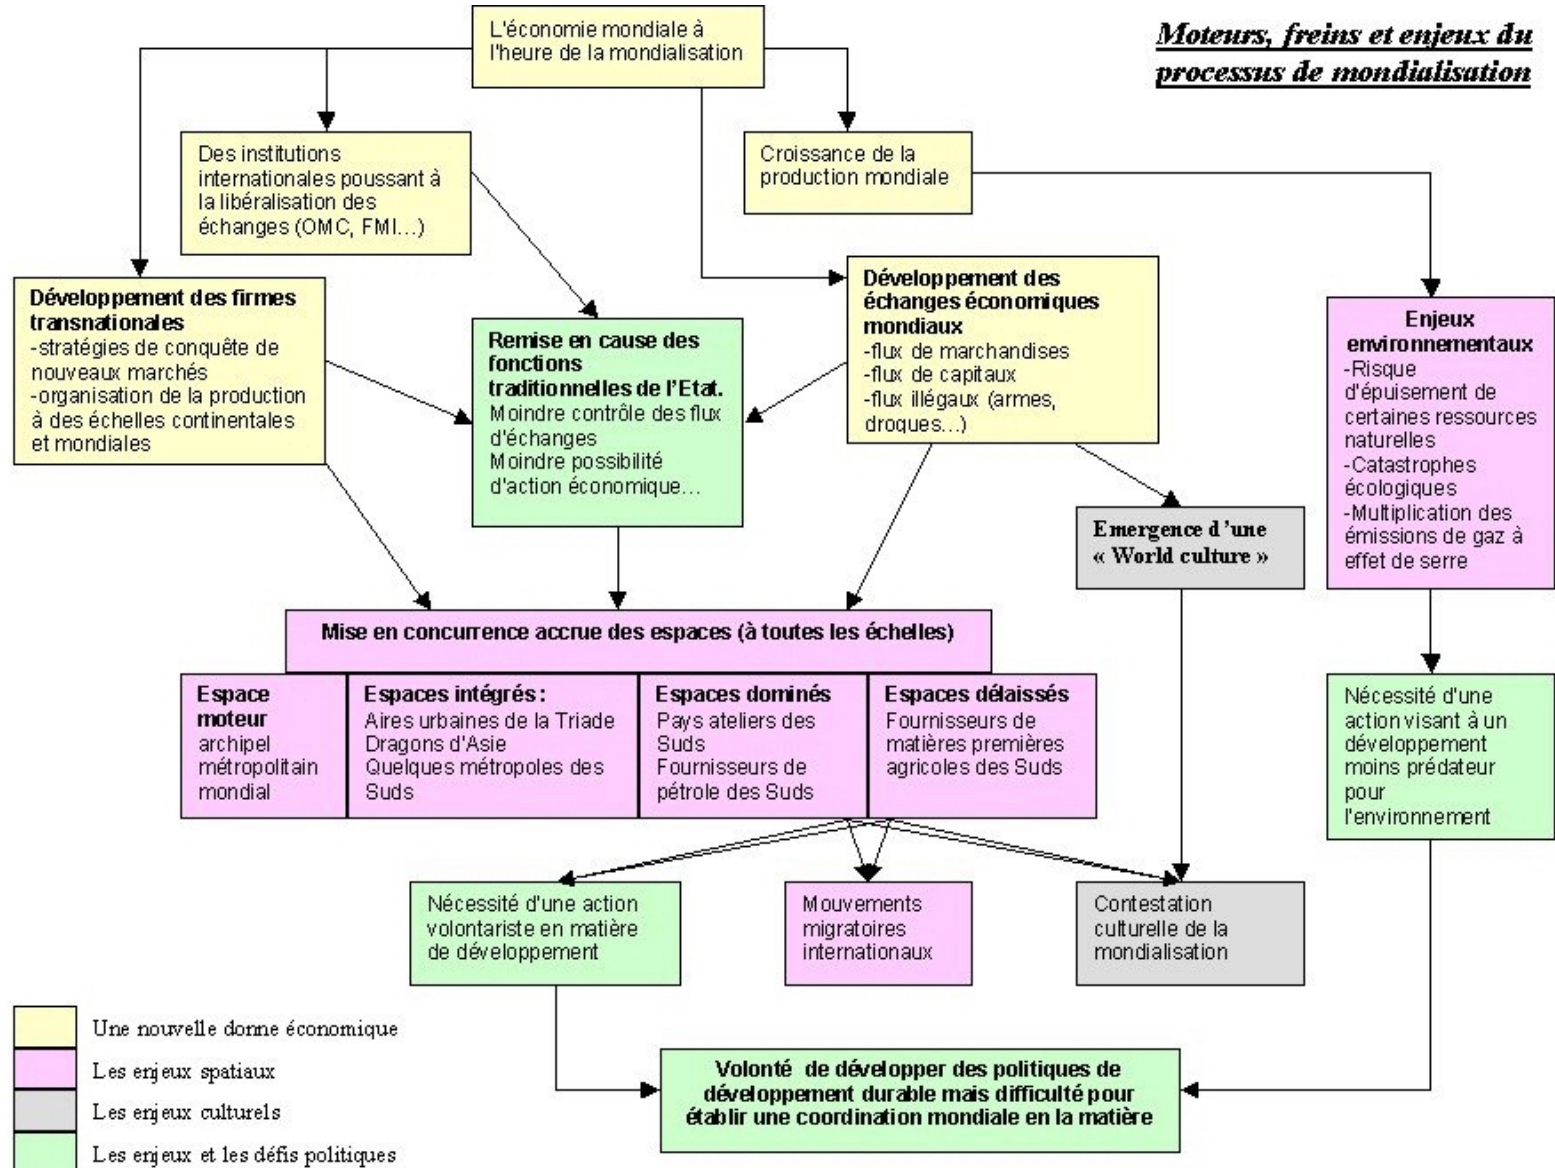 Moteurs, freins et enjeux du
processus de mondialisation
L'économie mondiale à
l'heure de la mondialisation
Des institutions
internationales poussant à
la libéralisation des
échanges (OMC, FMI...)
Croissance de la
production mondiale
Développement des firmes
transnationales
-stratégies de conquête de
nouveaux marchés
-organisation de la production
à des échelles continentales
et mondiales
Remise en cause des
fonctions
traditionnelles de l'Etat.
Moindre contrôle des flux
d'échanges
Moindre possibilité
d'action économique...
Développement des
échanges économiques
mondiaux
-flux de marchandises
-flux de capitaux
-flux illégaux (armes,
drogues...)
Enjeux
environnementaux
-Risque
d'épuisement de
certaines ressources
naturelles
-Catastrophes
écologiques
-Multiplication des
émissions de gaz à
effet de serre
Emergence d'une
« World culture »
Mise en concurrence accrue des espaces (à toutes les échelles)
Espace
moteur
archipel
métropolitain
mondial
Espaces intégrés :
Aires urbaines de la Triade
Dragons d'Asie
Quelques métropoles des
Suds
Espaces dominés
Pays ateliers des
Suds
Fournisseurs de
pétrole des Suds
Espaces délaissés
Fournisseurs de
matières premières
agricoles des Suds
Nécessité d'une
action visant à un
développement
moins prédateur
pour
l'environnement
Nécessité d'une action
volontariste en matière
de développement
Mouvements
migratoires
internationaux
Contestation
culturelle de la
mondialisation
Volonté de développer des politiques de
développement durable mais difficulté pour
établir une coordination mondiale en la matière
Une nouvelle donne économique
Les enjeux spatiaux
Les enjeux culturels
Les enjeux et les défis politiques